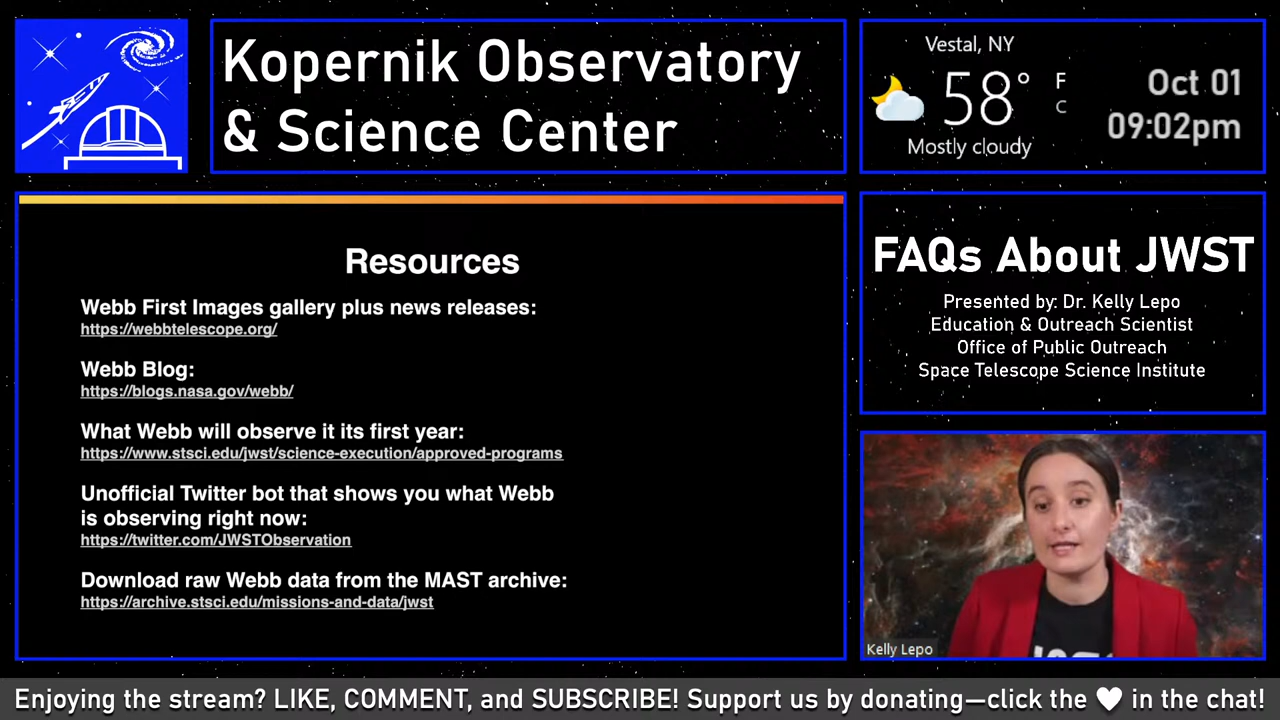 Kopernik Observatory
& Science Center
Vestal, NY
58° F
C
Mostly cloudy
Oct 01
09:02pm
Resources
Webb First Images gallery plus news releases:
https://webbtelescope.org/
Webb Blog:
https://blogs.nasa.gov/webb/
What Webb will observe it its first year:
https://www.stsci.edu/jwst/science-execution/approved-programs
Unofficial Twitter bot that shows you what Webb
is observing right now:
https://twitter.com/JWSTObservation
Download raw Webb data from the MAST archive:
https://archive.stsci.edu/missions-and-data/jwst
FAQs About JWST
Presented by: Dr. Kelly Lepo
Education & Outreach Scientist
Office of Public Outreach
Space Telescope Science Institute
Kelly Lepo
Enjoying the stream? LIKE, COMMENT, and SUBSCRIBE! Support us by donating—click the ♥ in the chat!